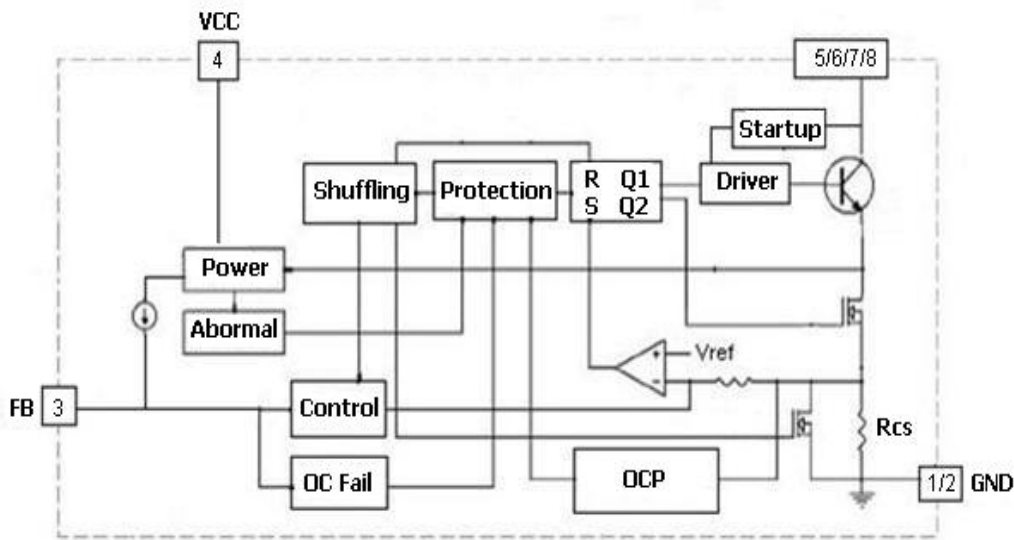 VCC
4
5/6/7/8
Startup
Shuffling
Protection
R Q1
S Q2
Driver
Power
Abormal
Vref
+
−
FB 3
Control
Rcs
OC Fail
OCP
1/2 GND